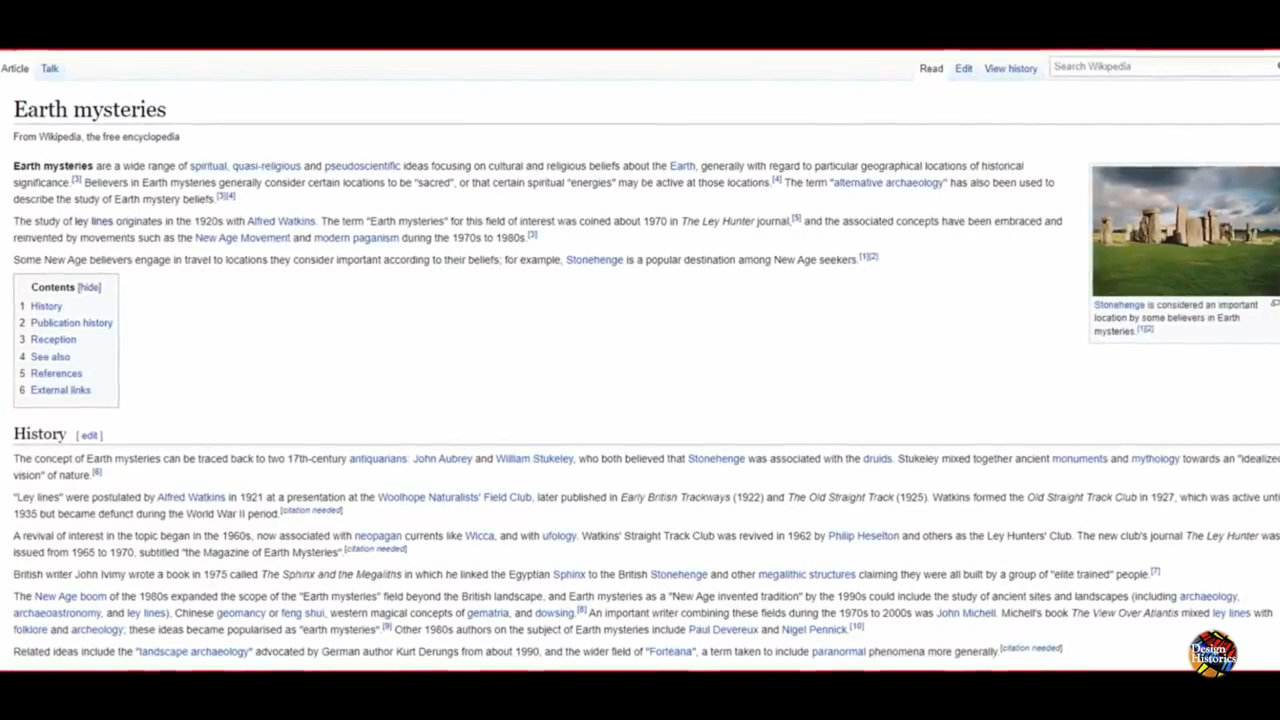 Article Talk Read Edit View history Search Wikipedia
Earth mysteries
From Wikipedia, the free encyclopedia
Earth mysteries are a wide range of spiritual, quasi-religious and pseudoscientific ideas focusing on cultural and religious beliefs about the Earth, generally with regard to particular geographical locations of historical
significance.[3] Believers in Earth mysteries generally consider certain locations to be "sacred", or that certain spiritual "energies" may be active at those locations.[4] The term "alternative archaeology" has also been used to
describe the study of Earth mystery beliefs.[3][4]
The study of ley lines originates in the 1920s with Alfred Watkins. The term "Earth mysteries" for this field of interest was coined about 1970 in The Ley Hunter journal,[5] and the associated concepts have been embraced and
reinvented by movements such as the New Age Movement and modern paganism during the 1970s to 1980s.[3]
Some New Age believers engage in travel to locations they consider important according to their beliefs; for example, Stonehenge is a popular destination among New Age seekers.[1][2]
Stonehenge is considered an important
location by some believers in Earth
mysteries.[1][2]
Contents [hide]
1 History
2 Publication history
3 Reception
4 See also
5 References
6 External links
History [ edit ]
The concept of Earth mysteries can be traced back to two 17th-century antiquarians: John Aubrey and William Stukeley, who both believed that Stonehenge was associated with the druids. Stukeley mixed together ancient monuments and mythology towards an "idealized
vision" of nature.[6]
"Ley lines" were postulated by Alfred Watkins in 1921 at a presentation at the Woolhope Naturalists' Field Club, later published in Early British Trackways (1922) and The Old Straight Track (1925). Watkins formed the Old Straight Track Club in 1927, which was active unti
1935 but became defunct during the World War II period.[citation needed]
A revival of interest in the topic began in the 1960s, now associated with neopagan currents like Wicca, and with ufology. Watkins' Straight Track Club was revived in 1962 by Philip Heselton and others as the Ley Hunters' Club. The new club's journal The Ley Hunter was
issued from 1965 to 1970, subtitled "the Magazine of Earth Mysteries".[citation needed]
British writer John Ivimy wrote a book in 1975 called The Sphinx and the Megaliths in which he linked the Egyptian Sphinx to the British Stonehenge and other megalithic structures claiming they were all built by a group of "elite trained" people.[7]
The New Age boom of the 1980s expanded the scope of the "Earth mysteries" field beyond the British landscape, and Earth mysteries as a "New Age invented tradition" by the 1990s could include the study of ancient sites and landscapes (including archaeology,
archaeoastronomy, and ley lines), Chinese geomancy or feng shui, western magical concepts of gematria, and dowsing.[8] An important writer combining these fields during the 1970s to 2000s was John Michell. Michell's book The View Over Atlantis mixed ley lines with
folklore and archeology; these ideas became popularised as "earth mysteries".[9] Other 1980s authors on the subject of Earth mysteries include Paul Devereux and Nigel Pennick.[10]
Related ideas include the "landscape archaeology" advocated by German author Kurt Derungs from about 1990, and the wider field of "Forteana", a term taken to include paranormal phenomena more generally.[citation needed]
Design
Historics